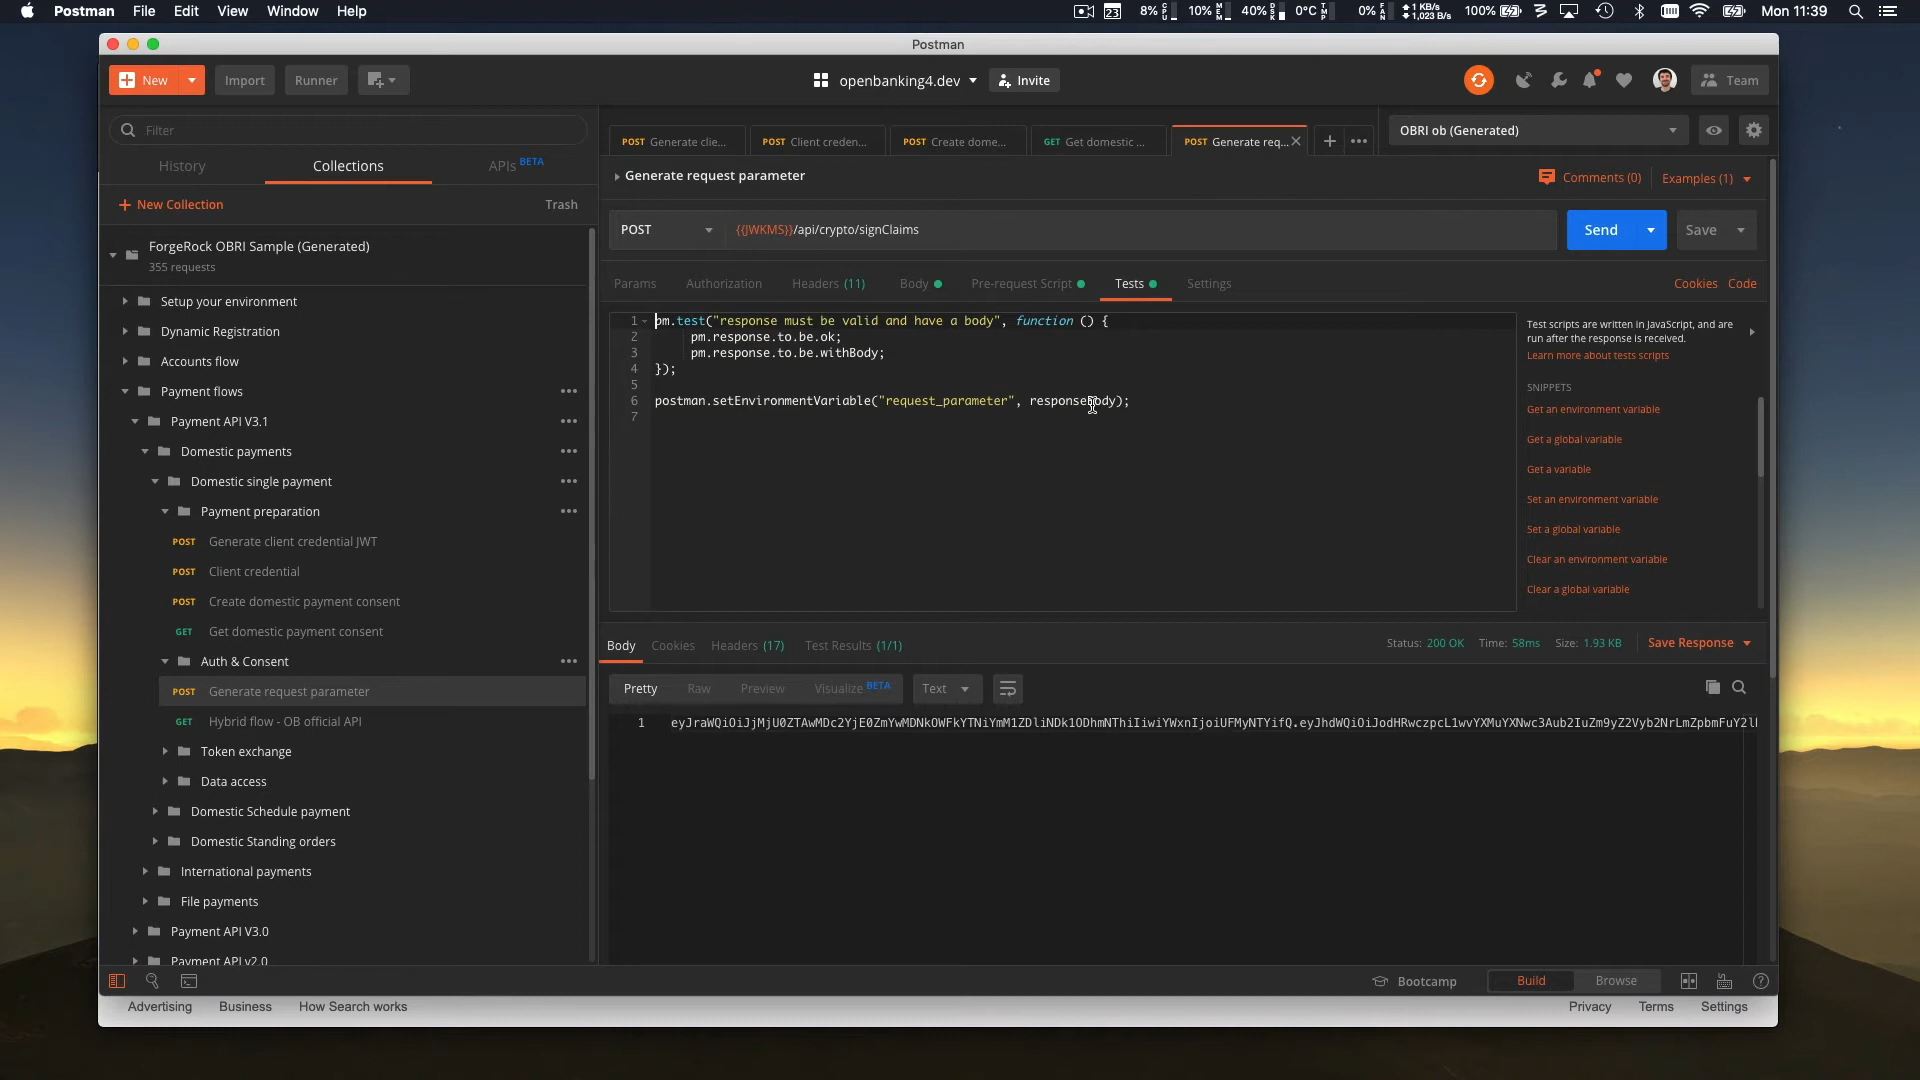 Postman File Edit View Window Help
23 8% 10% 40% 0°C 0% 1 KB/s 1,023 B/s 100% Mon 11:39
Postman
New Import Runner
openbanking4.dev Invite
Team
Filter
History Collections APIs BETA
New Collection Trash
ForgeRock OBRI Sample (Generated)
355 requests
Setup your environment
Dynamic Registration
Accounts flow
Payment flows
Payment API V3.1
Domestic payments
Domestic single payment
Payment preparation
POST Generate client credential JWT
POST Client credential
POST Create domestic payment consent
GET Get domestic payment consent
Auth & Consent
POST Generate request parameter
GET Hybrid flow - OB official API
Token exchange
Data access
Domestic Schedule payment
Domestic Standing orders
International payments
File payments
Payment API V3.0
Payment API v2.0
POST Generate clie...
POST Client creden...
POST Create dome...
GET Get domestic ...
POST Generate req...
OBRI ob (Generated)
Generate request parameter
Comments (0) Examples (1)
POST {{JWKMS}}/api/crypto/signClaims
Send Save
Params Authorization Headers (11) Body Pre-request Script Tests Settings
Cookies Code
1 pm.test("response must be valid and have a body", function () {
2 pm.response.to.be.ok;
3 pm.response.to.be.withBody;
4 });
5
6 postman.setEnvironmentVariable("request_parameter", responseBody);
7
Test scripts are written in JavaScript, and are
run after the response is received.
Learn more about tests scripts
SNIPPETS
Get an environment variable
Get a global variable
Get a variable
Set an environment variable
Set a global variable
Clear an environment variable
Clear a global variable
Body Cookies Headers (17) Test Results (1/1)
Status: 200 OK Time: 58ms Size: 1.93 KB Save Response
Pretty Raw Preview Visualize BETA Text
1
Bootcamp Build Browse
Advertising Business How Search works
Privacy Terms Settings